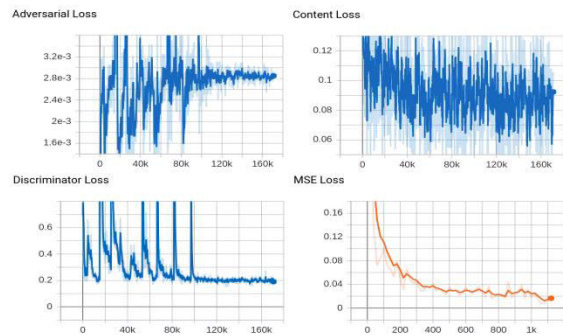 Adversarial Loss
3.2e-3
2.8e-3
2.4e-3
2e-3
1.6e-3
0 40k 80k 120k 160k
Content Loss
0.12
0.1
0.08
0.06
0 40k 80k 120k 160k
Discriminator Loss
0.6
0.4
0.2
0
0 40k 80k 120k 160k
MSE Loss
0.16
0.12
0.08
0.04
0
0 200 400 600 800 1k